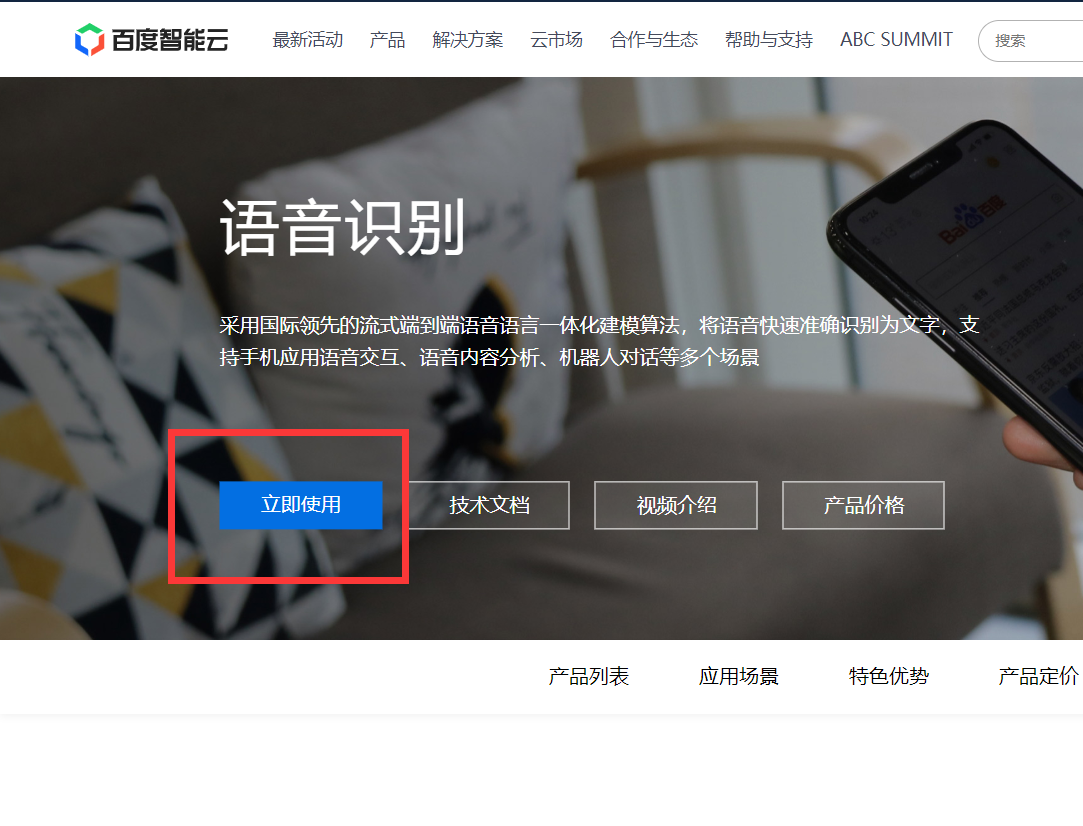 百度智能云
最新活动 产品 解决方案 云市场 合作与生态 帮助与支持 ABC SUMMIT 搜索
Bai 百度
语音识别
采用国际领先的流式端到端语音语言一体化建模算法，将语音快速准确识别为文字，支
持手机应用语音交互、语音内容分析、机器人对话等多个场景
立即使用 技术文档 视频介绍 产品价格
产品列表 应用场景 特色优势 产品定价